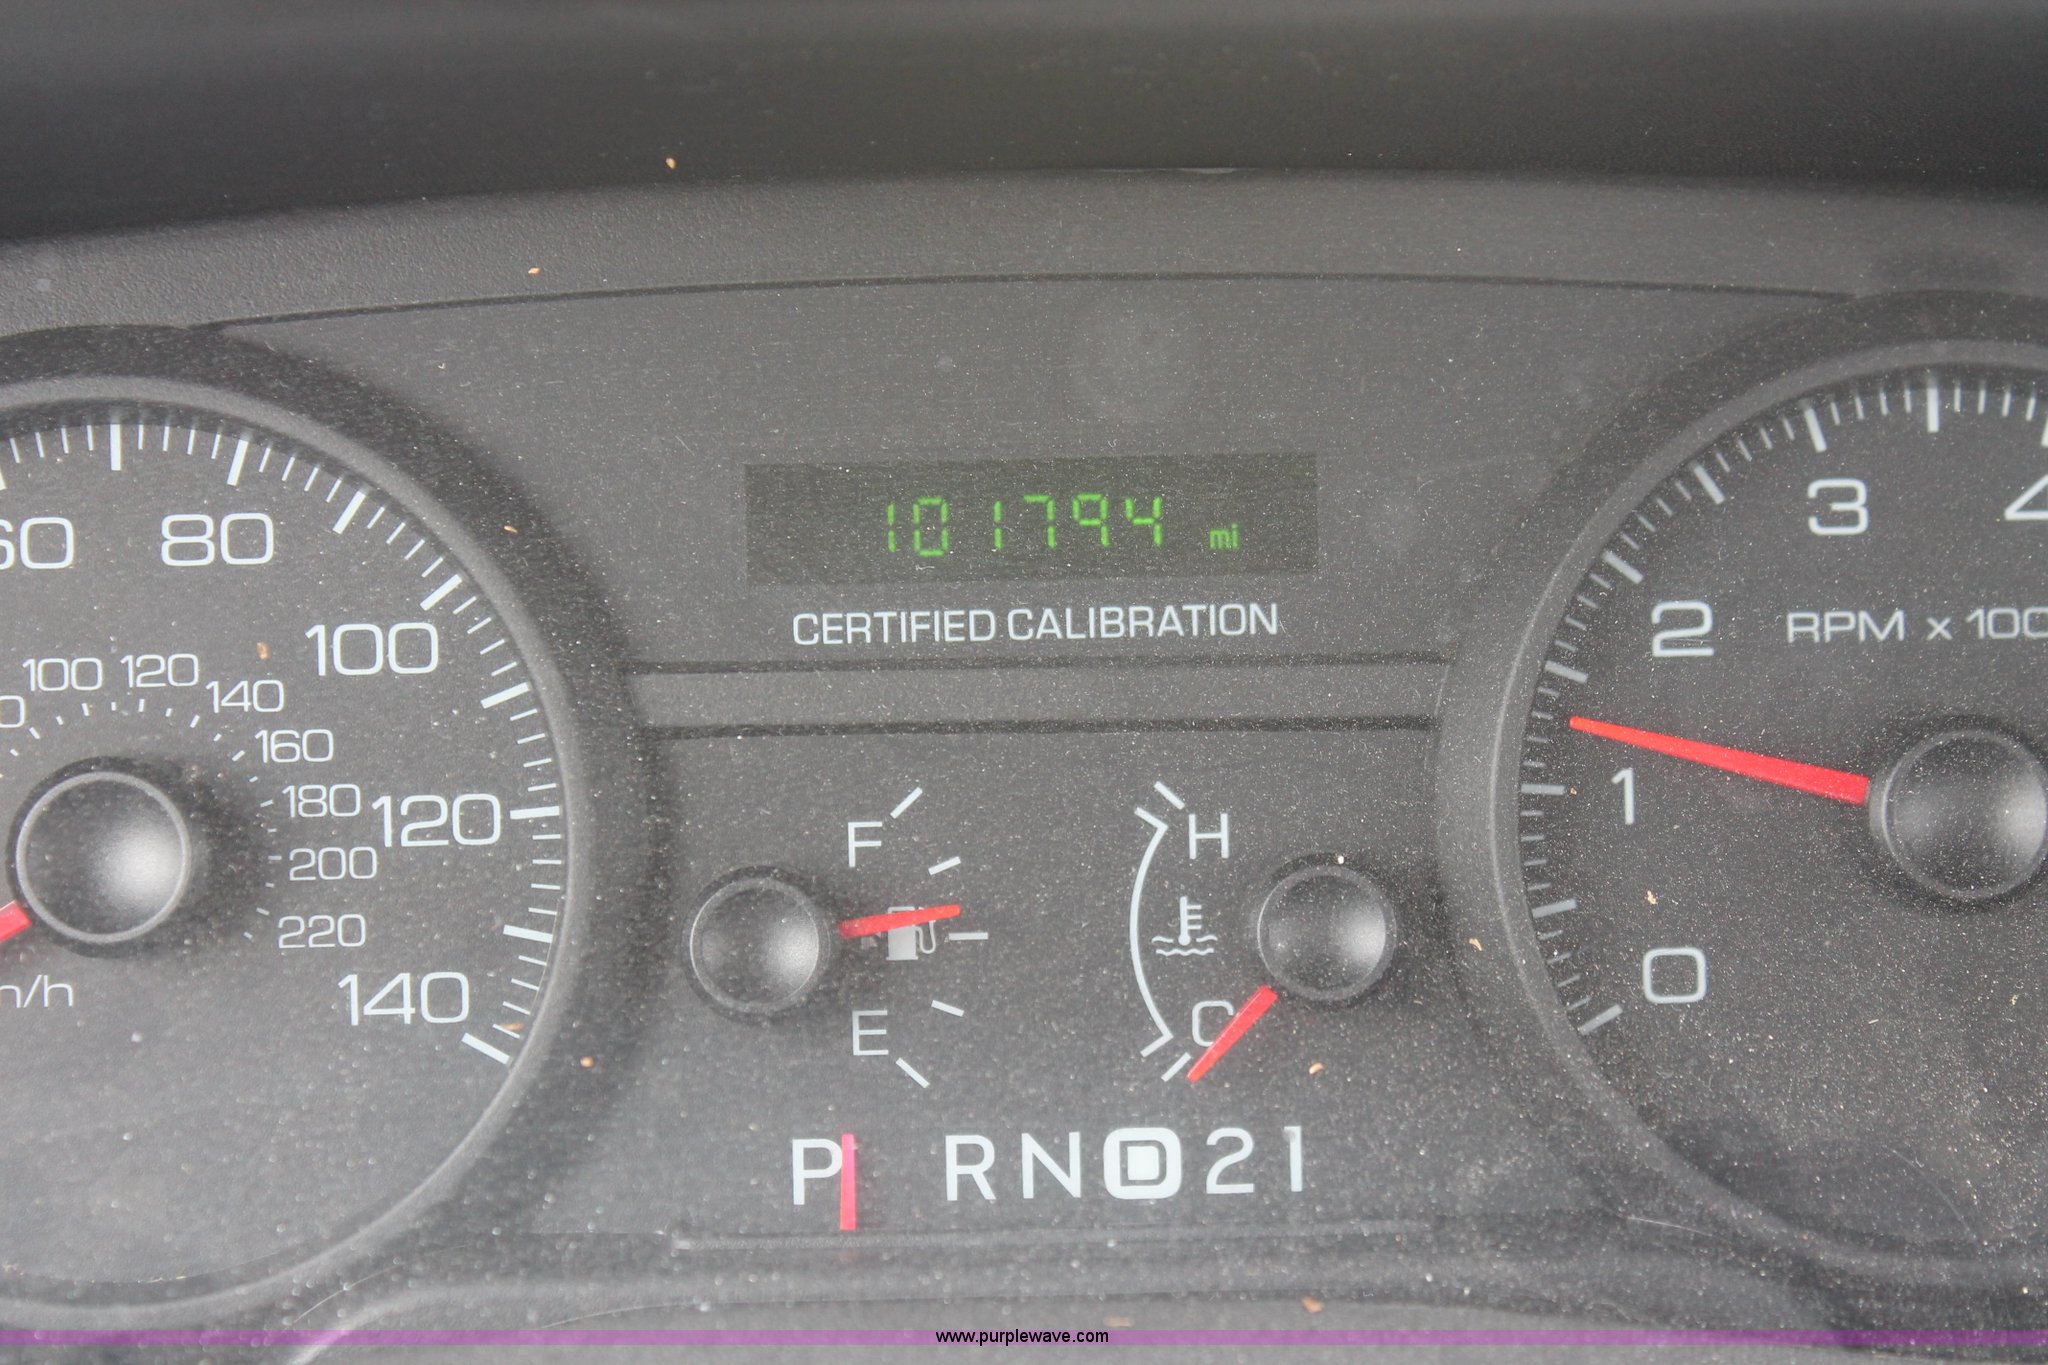 101794 mi
CERTIFIED CALIBRATION
60 80 100 120 140
100 120 140 160 180 200 220
F
E
H
C
0 1 2 3 4
RPM x 100
P R N D 2 1
www.purplewave.com